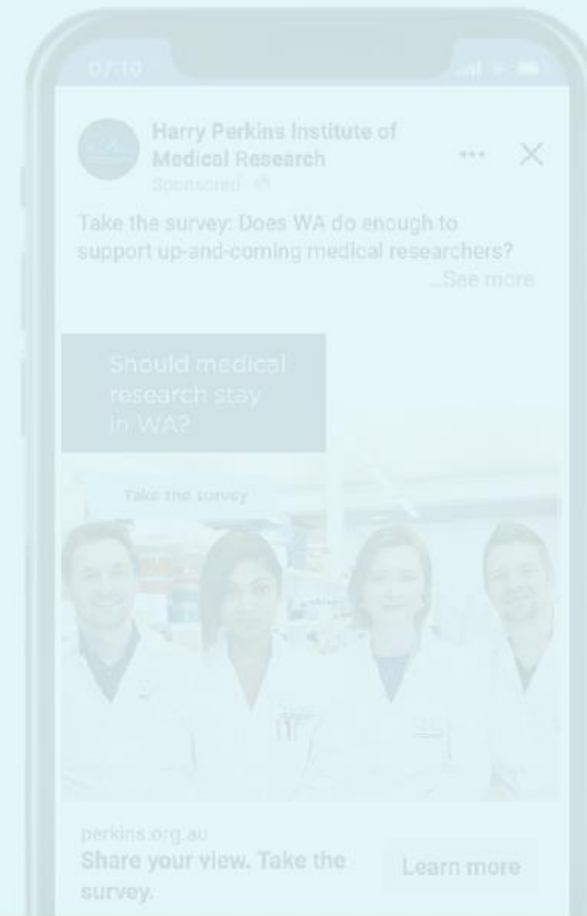 07:10
Harry Perkins Institute of
Medical Research
Sponsored
Take the survey: Does WA do enough to
support up-and-coming medical researchers?
...See more
Should medical
research stay
in WA?
Take the survey
perkins.org.au
Share your view. Take the
survey.
Learn more